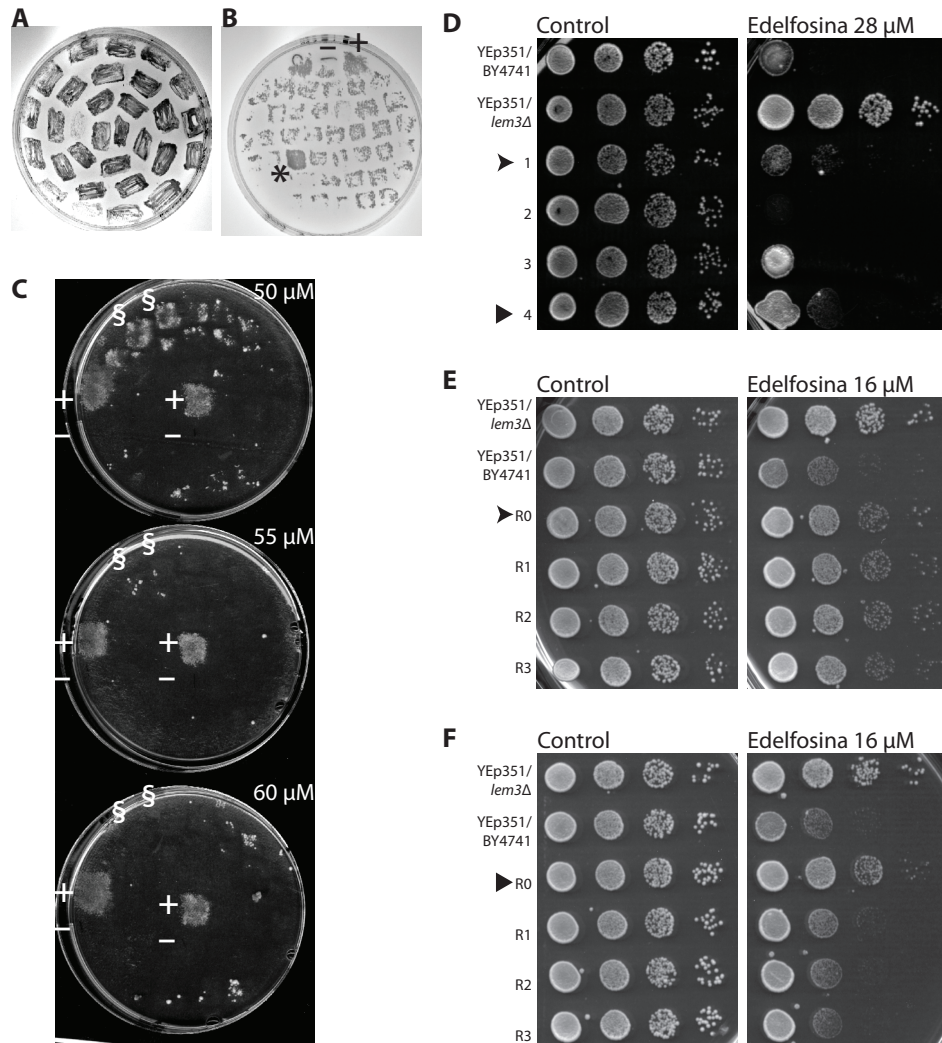 A
B
− +
*
C
50 µM
§ §
+ +
− −
55 µM
§ §
+ +
− −
60 µM
§ §
+ +
− −
D
Control Edelfosina 28 µM
YEp351/
BY4741
YEp351/
lem3Δ
1
2
3
4
E
Control Edelfosina 16 µM
YEp351/
lem3Δ
YEp351/
BY4741
R0
R1
R2
R3
F
Control Edelfosina 16 µM
YEp351/
lem3Δ
YEp351/
BY4741
R0
R1
R2
R3